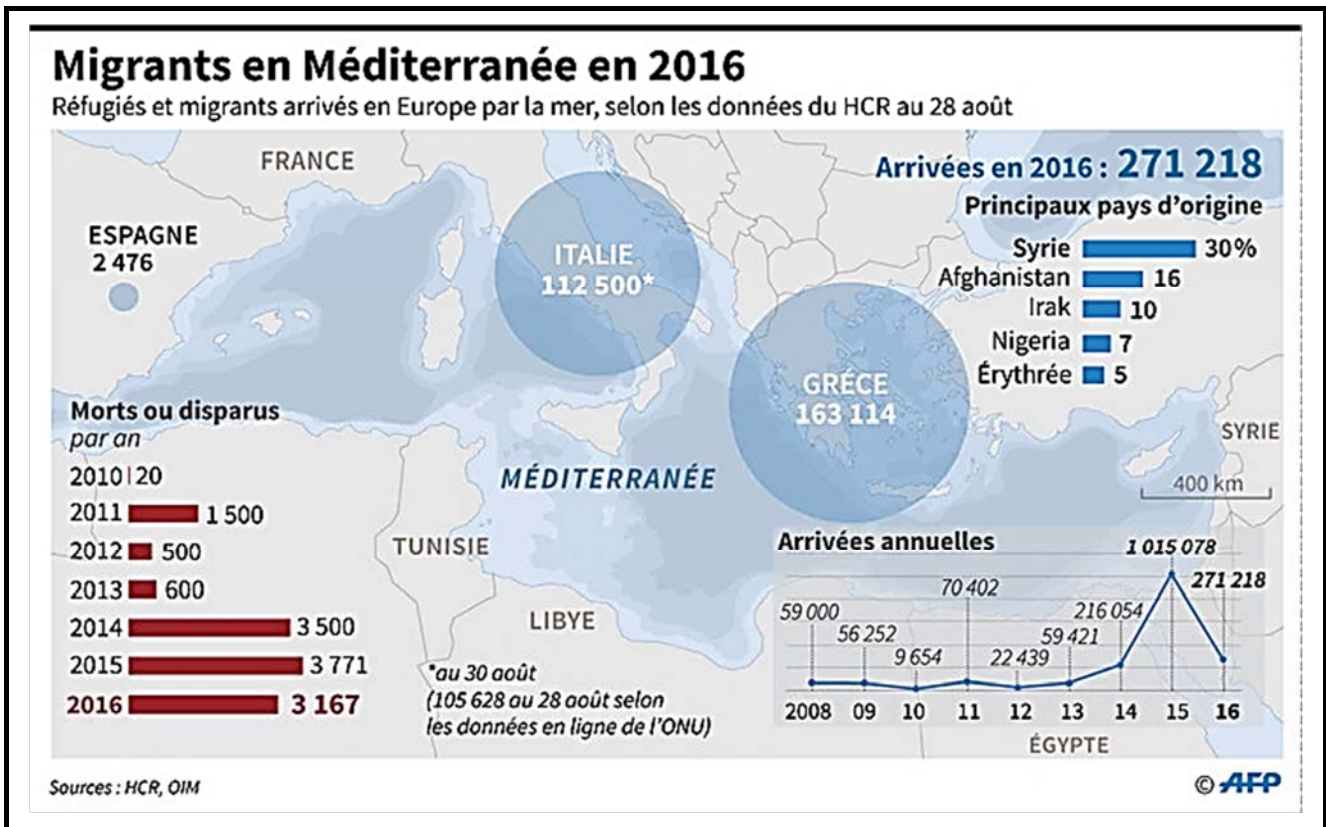 Migrants en Méditerranée en 2016
Réfugiés et migrants arrivés en Europe par la mer, selon les données du HCR au 28 août
FRANCE
ESPAGNE
2 476
ITALIE
112 500*
GRÉCE
163 114
Arrivées en 2016 : 271 218
Principaux pays d'origine
Syrie 30%
Afghanistan 16
Irak 10
Nigeria 7
Érythrée 5
SYRIE
400 km
MÉDITERRANÉE
TUNISIE
LIBYE
ÉGYPTE
Morts ou disparus
par an
2010 20
2011 1 500
2012 500
2013 600
2014 3 500
2015 3 771
2016 3 167
*au 30 août
(105 628 au 28 août selon
les données en ligne de l'ONU)
Arrivées annuelles
59 000
56 252
9 654
70 402
22 439
59 421
216 054
1 015 078
271 218
2008 09 10 11 12 13 14 15 16
Sources : HCR, OIM
© AFP